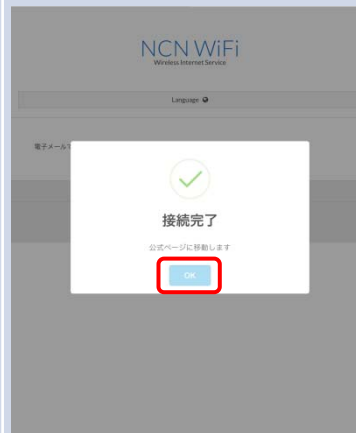 NCN WiFi
Wireless Internet Service
Language
電子メール
接続完了
公式ページに移動します
OK